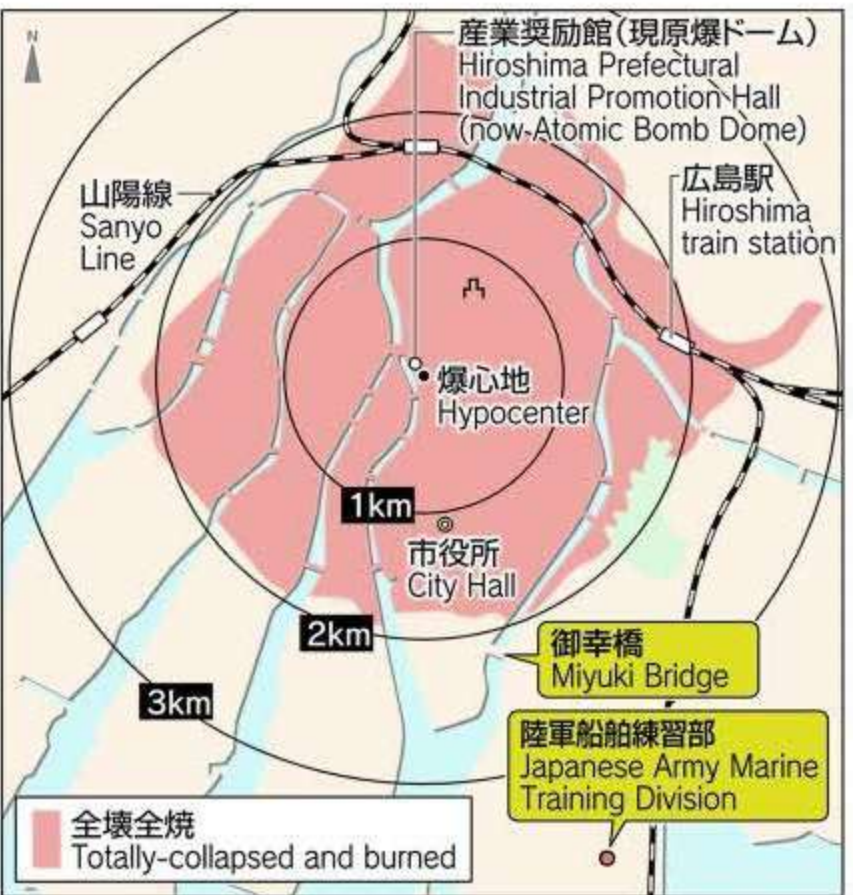 N
産業奨励館(現原爆ドーム)
Hiroshima Prefectural
Industrial Promotion Hall
(now Atomic Bomb Dome)
山陽線
Sanyo
Line
広島駅
Hiroshima
train station
爆心地
Hypocenter
1km
市役所
City Hall
2km
御幸橋
Miyuki Bridge
3km
陸軍船舶練習部
Japanese Army Marine
Training Division
全壊全焼
Totally-collapsed and burned